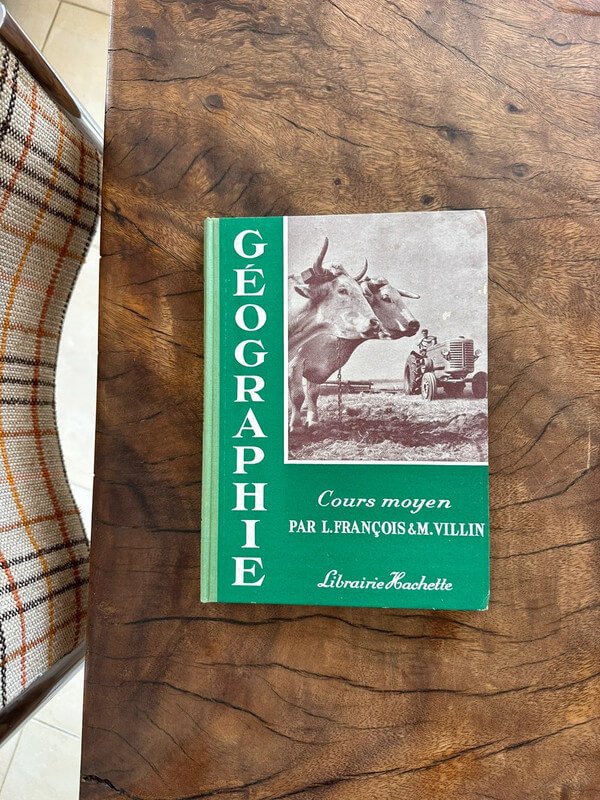 GÉOGRAPHIE
Cours moyen
PAR L.FRANÇOIS & M.VILLIN
Librairie Hachette